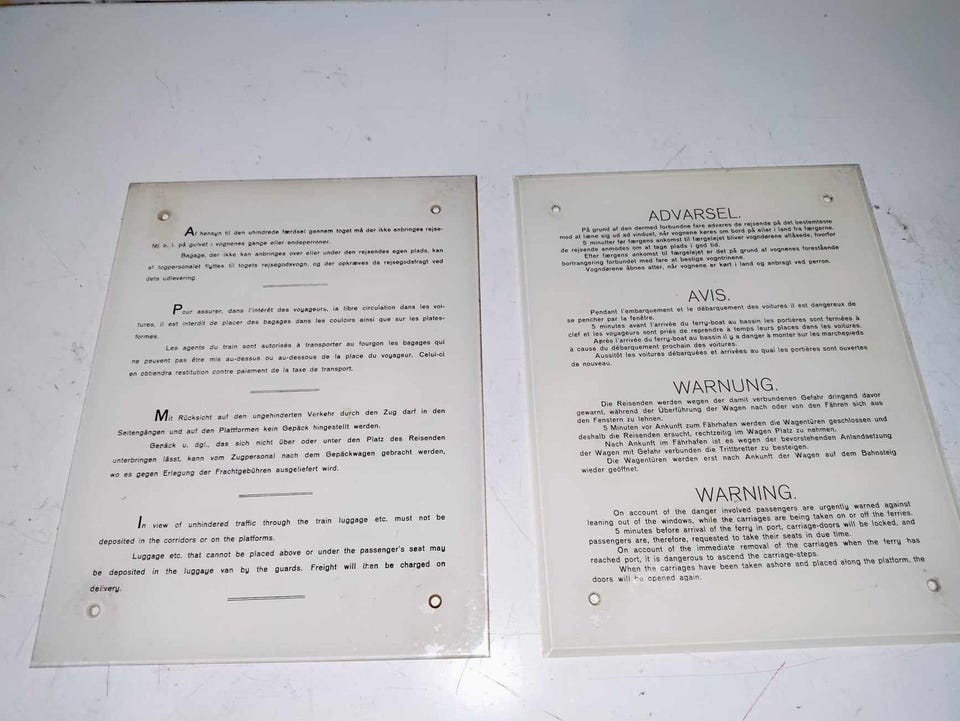 Af hensyn til den uhindrede færdsel gennem toget må der ikke anbringes rejse-
tøj o. l. på gulvet i vognenes gange eller endeperroner.
Bagage, der ikke kan anbringes over eller under den rejsendes egen plads, kan
af togpersonalet flyttes til togets rejsegodsvogn, og der opkræves da rejsegodsfragt ved
dets udlevering.
Pour assurer, dans l'intérêt des voyageurs, la libre circulation dans les voi-
tures, il est interdit de placer des bagages dans les couloirs ainsi que sur les plates-
formes.
Les agents du train sont autorisés à transporter au fourgon les bagages qui
ne peuvent pas être mis au-dessus ou au-dessous de la place du voyageur. Celui-ci
en obtiendra restitution contre paiement de la taxe de transport.
Mit Rücksicht auf den ungehinderten Verkehr durch den Zug darf in den
Seitengängen und auf den Plattformen kein Gepäck hingestellt werden.
Gepäck u. dgl., das sich nicht über oder unter den Platz des Reisenden
unterbringen lässt, kann vom Zugpersonal nach dem Gepäckwagen gebracht werden,
wo es gegen Erlegung der Frachtgebühren ausgeliefert wird.
In view of unhindered traffic through the train luggage etc. must not be
deposited in the corridors or on the platforms.
Luggage etc. that cannot be placed above or under the passenger's seat may
be deposited in the luggage van by the guards. Freight will then be charged on
delivery.
ADVARSEL.
På grund af den dermed forbundne fare advares de rejsende på det bestemteste
mod at læne sig ud ad vinduet, når vognene køres om bord på eller i land fra færgerne.
5 minutter før færgens ankomst til færgelejet bliver vogndørene aflåsede, hvorfor
de rejsende anmodes om at tage plads i god tid.
Efter færgens ankomst til færgelejet er det på grund af vognenes forestående
bortrangering forbundet med fare at bestige vogntrinene.
Vogndørene åbnes atter, når vognene er kørt i land og anbragt ved perron.
AVIS.
Pendant l'embarquement et le débarquement des voitures il est dangereux de
se pencher par la fenêtre.
5 minutes avant l'arrivée du ferry-boat au bassin les portières sont fermées à
clef et les voyageurs sont priés de reprendre à temps leurs places dans les voitures.
Après l'arrivée du ferry-boat au bassin il y a danger à monter sur les marchepieds
à cause du débarquement prochain des voitures.
Aussitôt les voitures débarquées et arrivées au quai les portières sont ouvertes
de nouveau.
WARNUNG.
Die Reisenden werden wegen der damit verbundenen Gefahr dringend davor
gewarnt, während der Überführung der Wagen nach oder von den Fähren sich aus
den Fenstern zu lehnen.
5 Minuten vor Ankunft zum Fährhafen werden die Wagentüren geschlossen und
deshalb die Reisenden ersucht, rechtzeitig im Wagen Platz zu nehmen.
Nach Ankunft im Fährhafen ist es wegen der bevorstehenden Anlandsetzung
der Wagen mit Gefahr verbunden die Trittbretter zu besteigen.
Die Wagentüren werden erst nach Ankunft der Wagen auf dem Bahnsteig
wieder geöffnet.
WARNING.
On account of the danger involved passengers are urgently warned against
leaning out of the windows, while the carriages are being taken on or off the ferries.
5 minutes before arrival of the ferry in port, carriage-doors will be locked, and
passengers are, therefore, requested to take their seats in due time.
On account of the immediate removal of the carriages when the ferry has
reached port, it is dangerous to ascend the carriage-steps.
When the carriages have been taken ashore and placed along the platform, the
doors will be opened again.